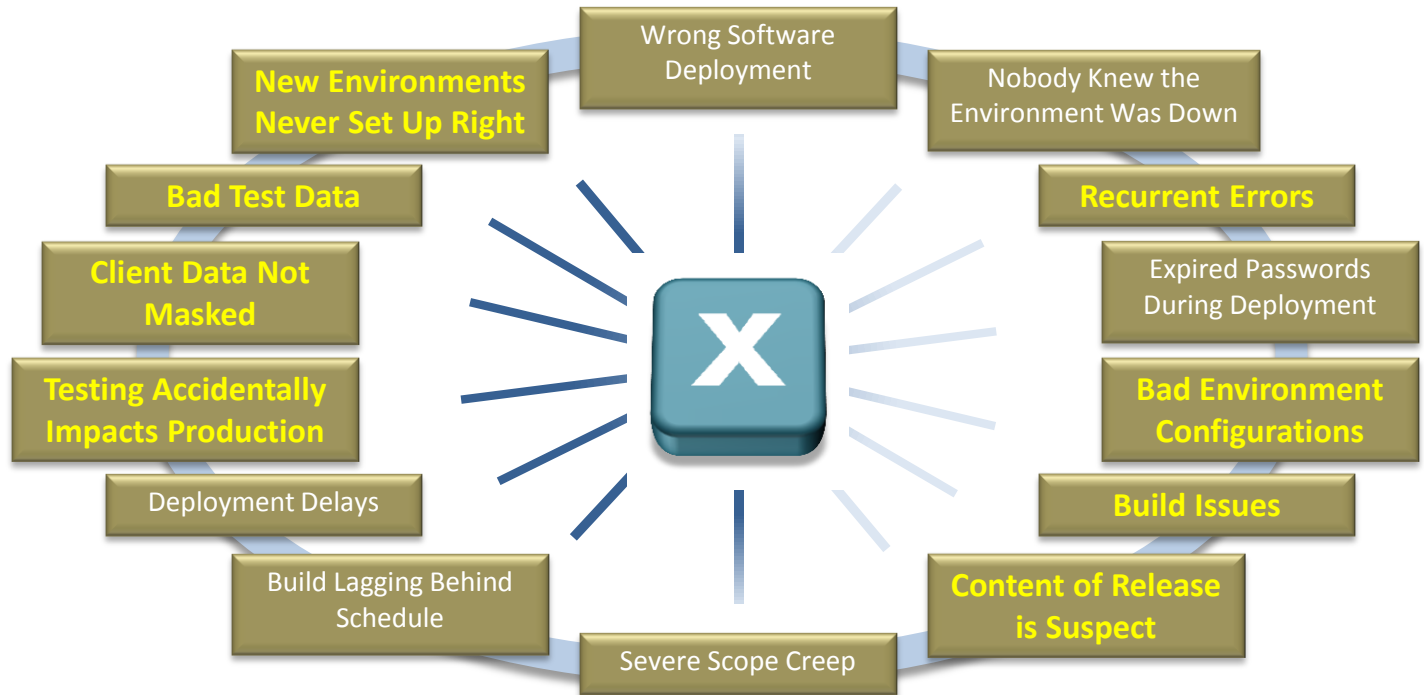 Wrong Software
Deployment
Nobody Knew the
Environment Was Down
Recurrent Errors
Expired Passwords
During Deployment
Bad Environment
Configurations
Build Issues
Content of Release
is Suspect
Severe Scope Creep
Build Lagging Behind
Schedule
Deployment Delays
Testing Accidentally
Impacts Production
Client Data Not
Masked
Bad Test Data
New Environments
Never Set Up Right
X